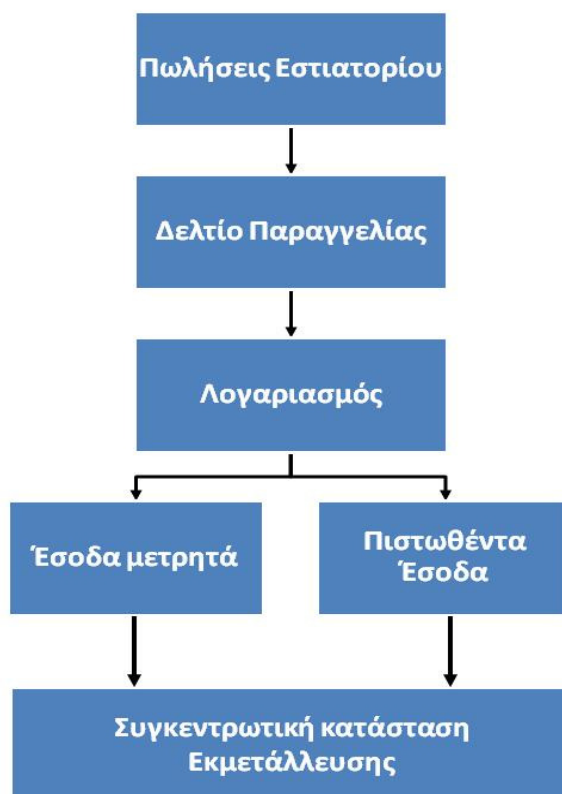 Πωλήσεις Εστιατορίου
Δελτίο Παραγγελίας
Λογαριασμός
Έσοδα μετρητά
Πιστωθέντα
Έσοδα
Συγκεντρωτική κατάσταση
Εκμετάλλευσης